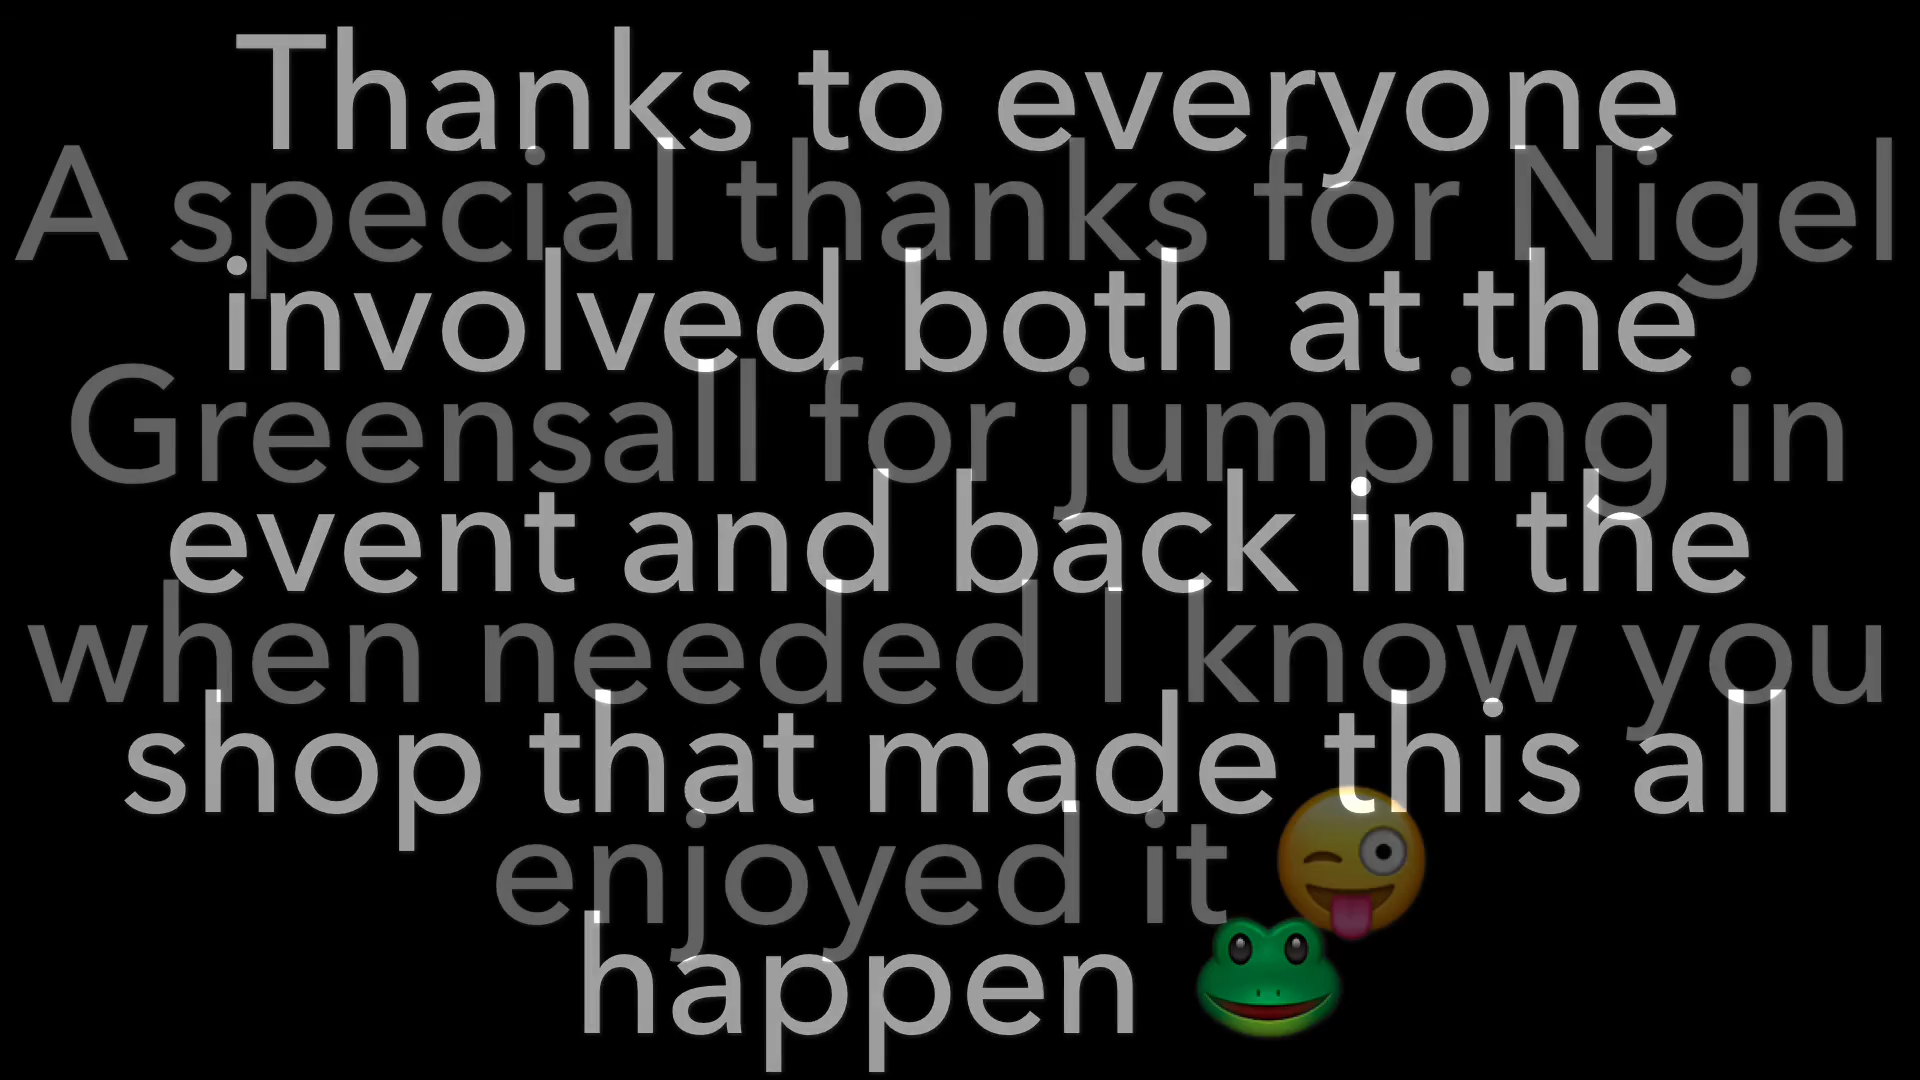 Thanks to everyone
involved both at the
event and back in the
shop that made this all
happen 🐸
A special thanks for Nigel
Greensall for jumping in
when needed I know you
enjoyed it 😜